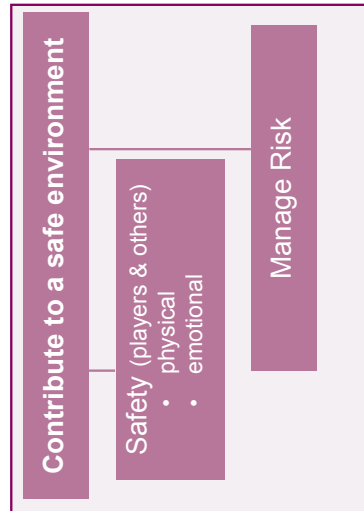 Contribute to a safe environment
Safety (players & others)
• physical
• emotional
Manage Risk